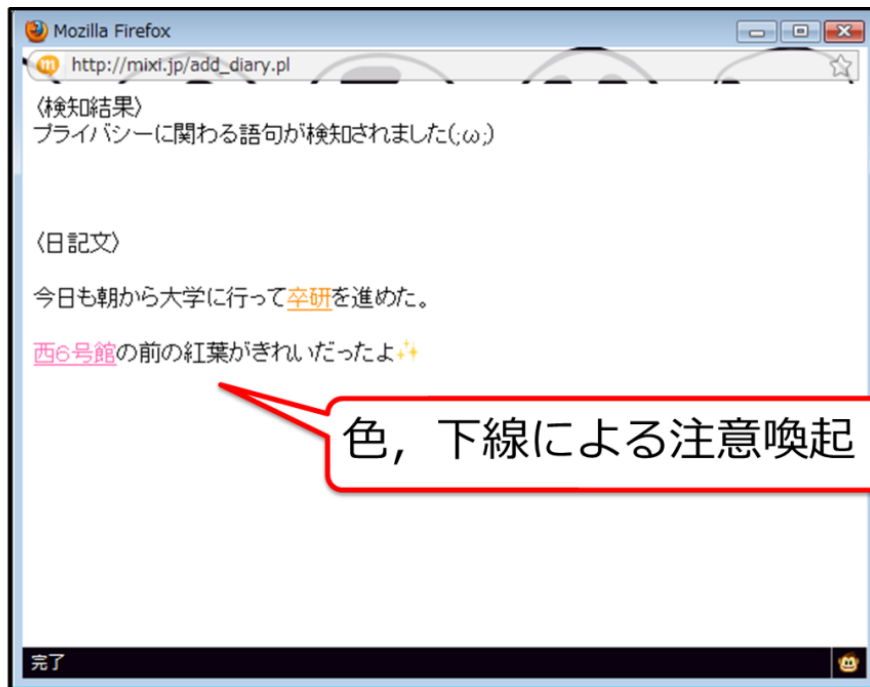 Mozilla Firefox
http://mixi.jp/add_diary.pl
〈検知結果〉
プライバシーに関わる語句が検知されました(;ω;)
〈日記文〉
今日も朝から大学に行って卒研を進めた。
西6号館の前の紅葉がきれいだったよ✨
色，下線による注意喚起
完了